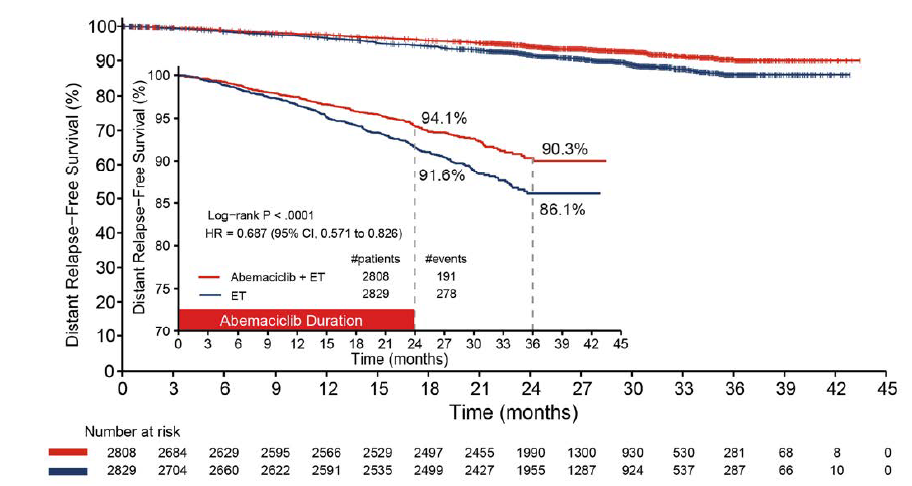 100
90
80
70
60
50
40
30
20
10
0
Distant Relapse−Free Survival (%)
100
95
90
85
80
75
70
Distant Relapse−Free Survival (%)
94.1%
91.6%
90.3%
86.1%
Log−rank P < .0001
HR = 0.687 (95% CI, 0.571 to 0.826)
#patients #events
Abemaciclib + ET 2808 191
ET 2829 278
Abemaciclib Duration
0 3 6 9 12 15 18 21 24 27 30 33 36 39 42 45
Time (months)
0 3 6 9 12 15 18 21 24 27 30 33 36 39 42 45
Time (months)
Number at risk
2808 2684 2629 2595 2566 2529 2497 2455 1990 1300 930 530 281 68 8 0
2829 2704 2660 2622 2591 2535 2499 2427 1955 1287 924 537 287 66 10 0